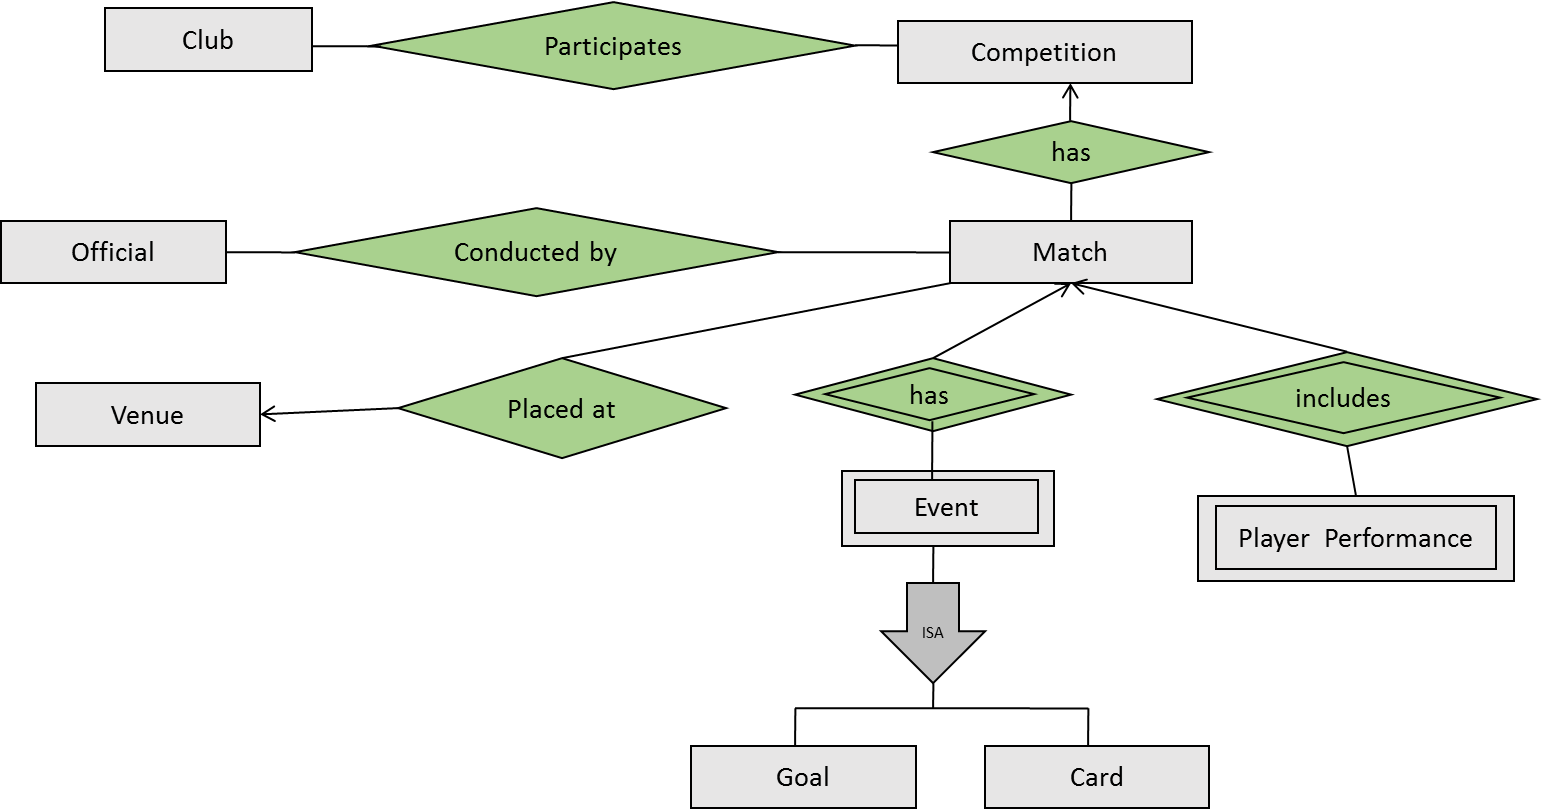 Club
Participates
Competition
has
Official
Conducted by
Match
Venue
Placed at
has
includes
Event
Player Performance
ISA
Goal
Card